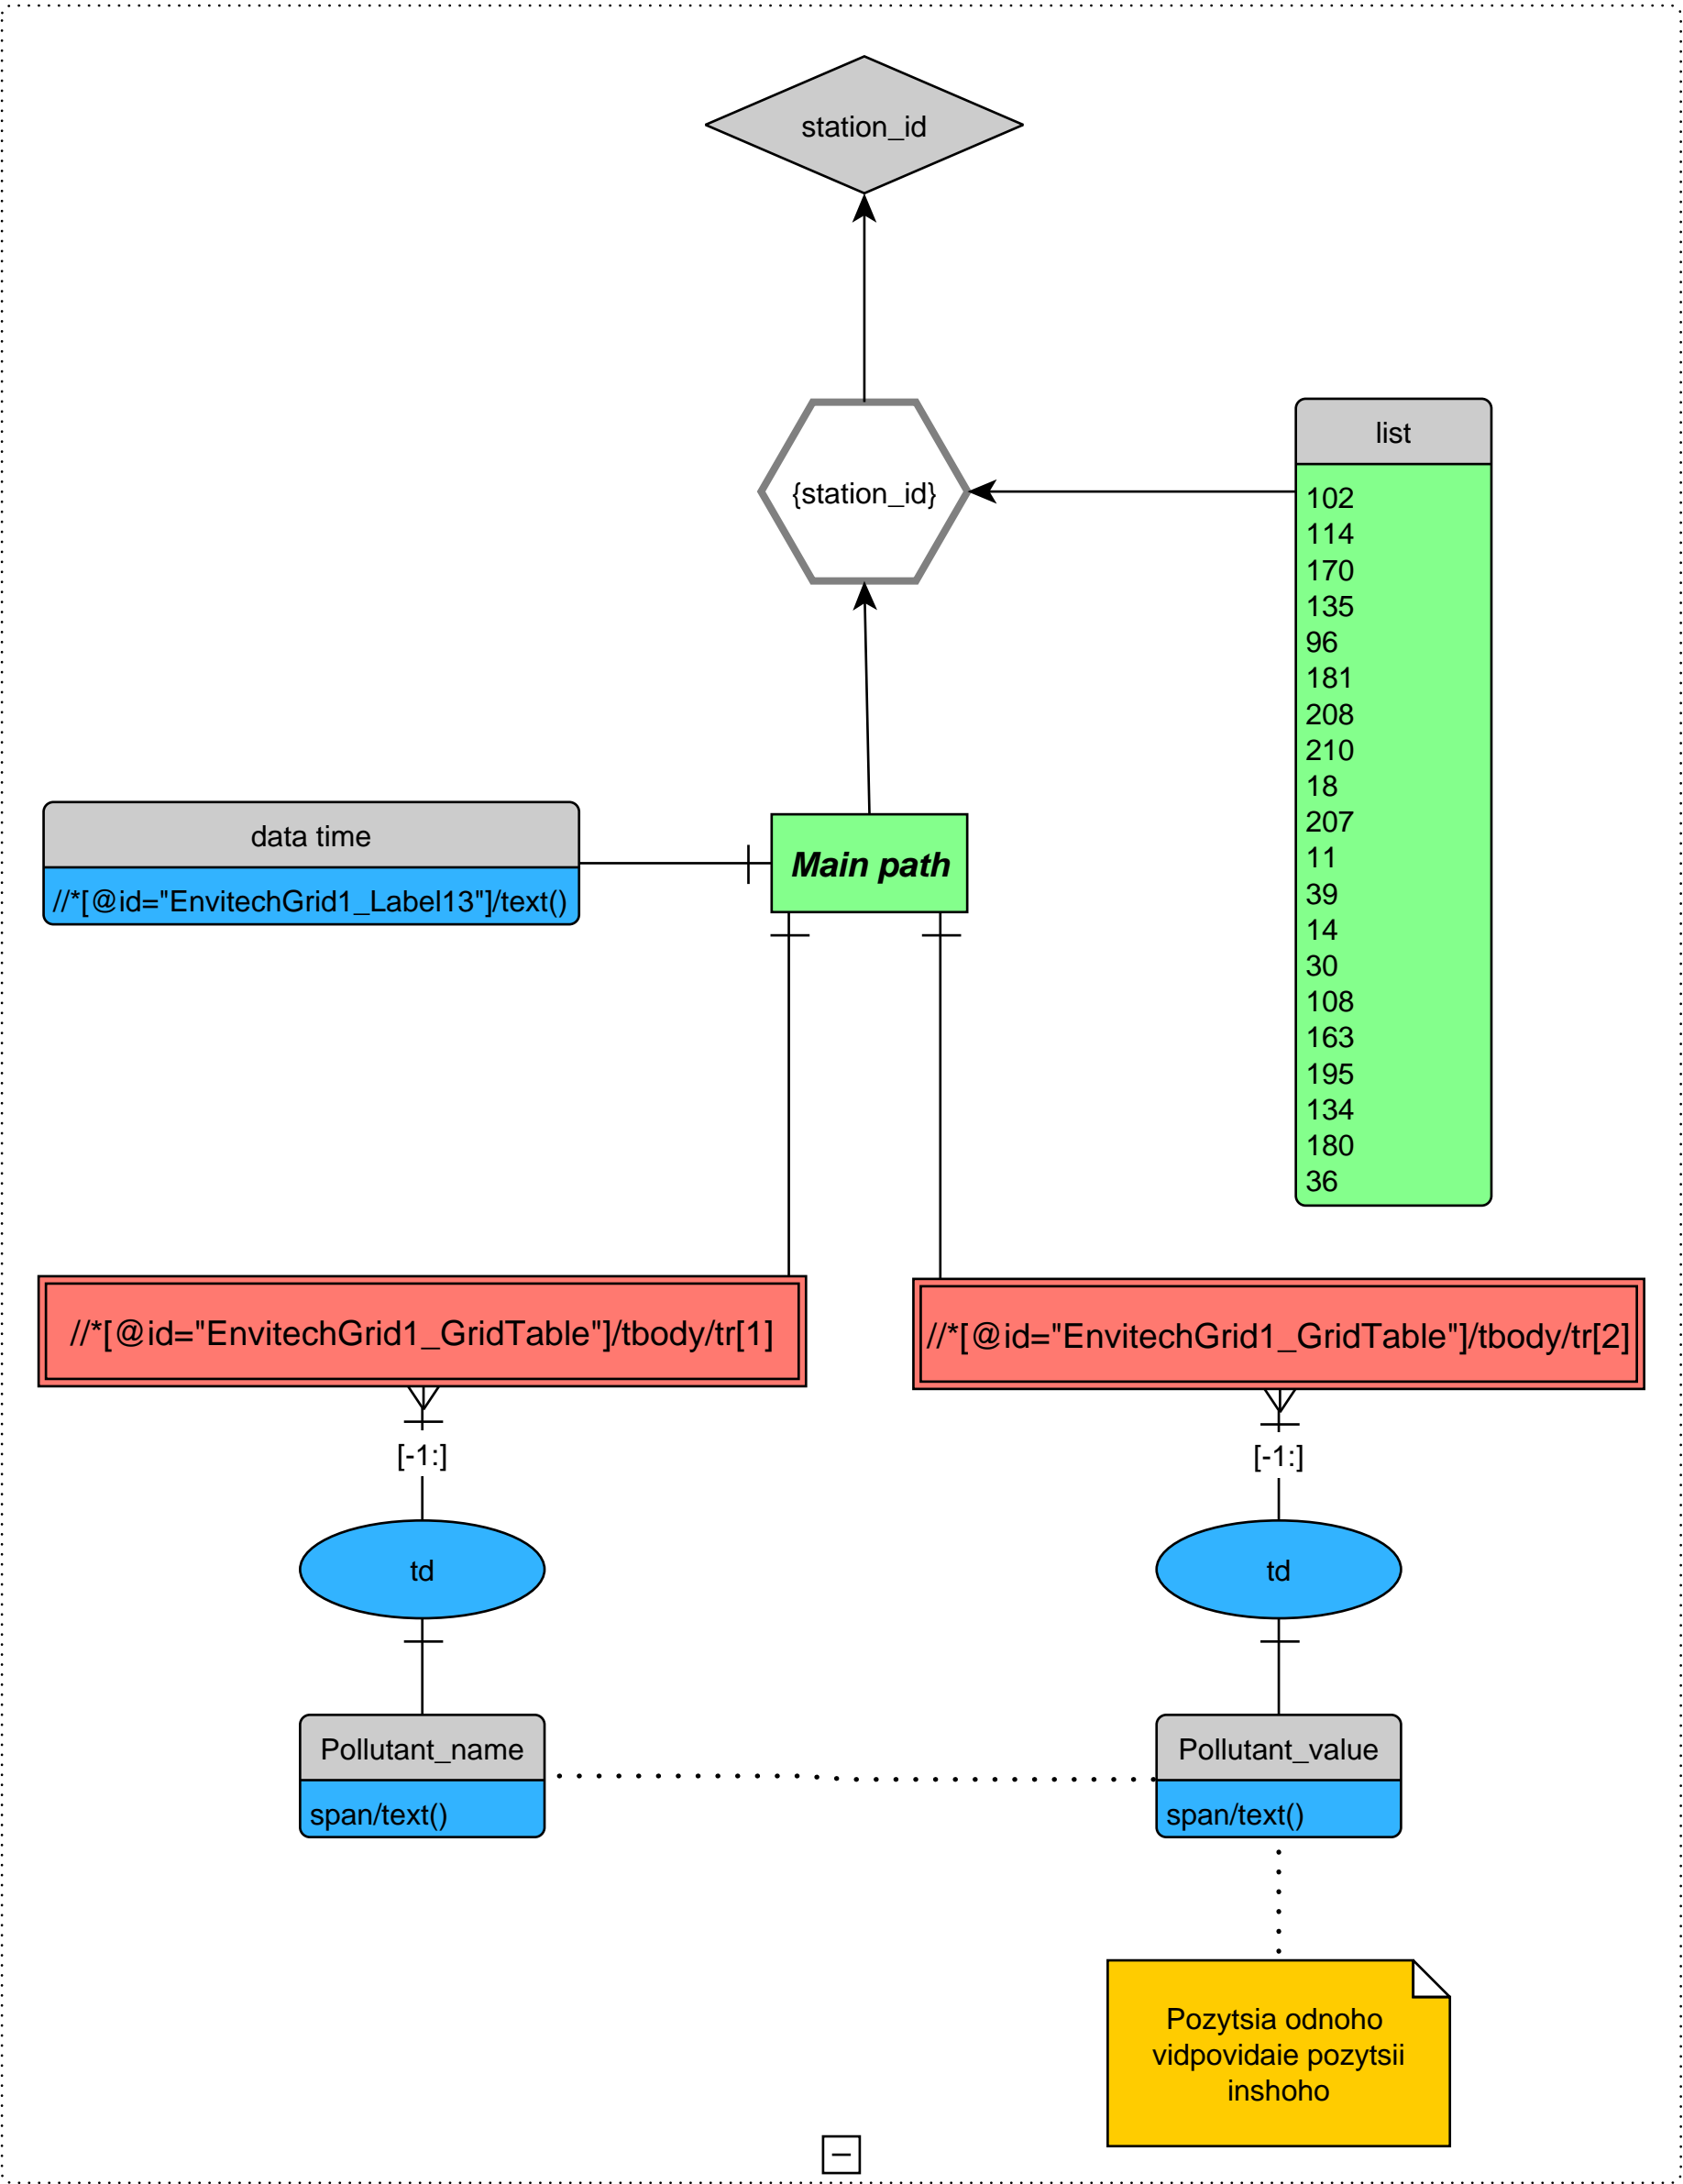 station_id
{station_id}
list
102
114
170
135
96
181
208
210
18
207
11
39
14
30
108
163
195
134
180
36
data time
//*[@id="EnvitechGrid1_Label13"]/text()
Main path
//*[@id="EnvitechGrid1_GridTable"]/tbody/tr[1]
//*[@id="EnvitechGrid1_GridTable"]/tbody/tr[2]
[-1:]
[-1:]
td
td
Pollutant_name
span/text()
Pollutant_value
span/text()
Pozytsia odnoho
vidpovidaie pozytsii
inshoho